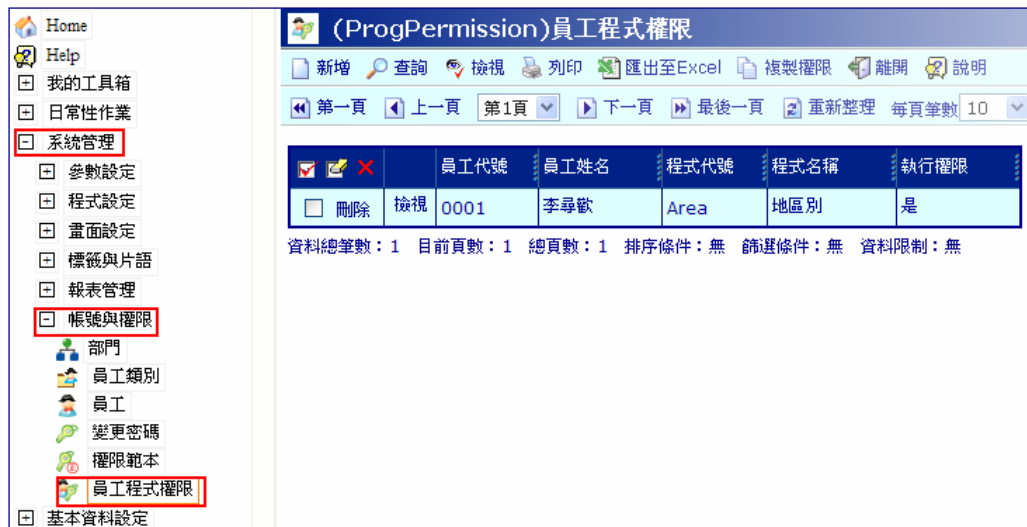 Home
Help
我的工具箱
日常性作業
系統管理
參數設定
程式設定
畫面設定
標籤與片語
報表管理
帳號與權限
部門
員工類別
員工
變更密碼
權限範本
員工程式權限
基本資料設定
(ProgPermission)員工程式權限
新增 查詢 檢視 列印 匯出至Excel 複製權限 離開 說明
第一頁 上一頁 第1頁 下一頁 最後一頁 重新整理 每頁筆數 10
員工代號 員工姓名 程式代號 程式名稱 執行權限
刪除 檢視 0001 李尋歡 Area 地區別 是
資料總筆數：1 目前頁數：1 總頁數：1 排序條件：無 篩選條件：無 資料限制：無